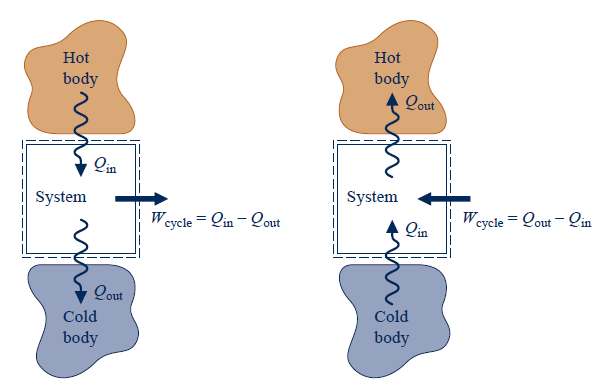 Hot
body
Q_in
System
W_cycle = Q_in – Q_out
Q_out
Cold
body
Hot
body
Q_out
System
Q_in
W_cycle = Q_out – Q_in
Cold
body